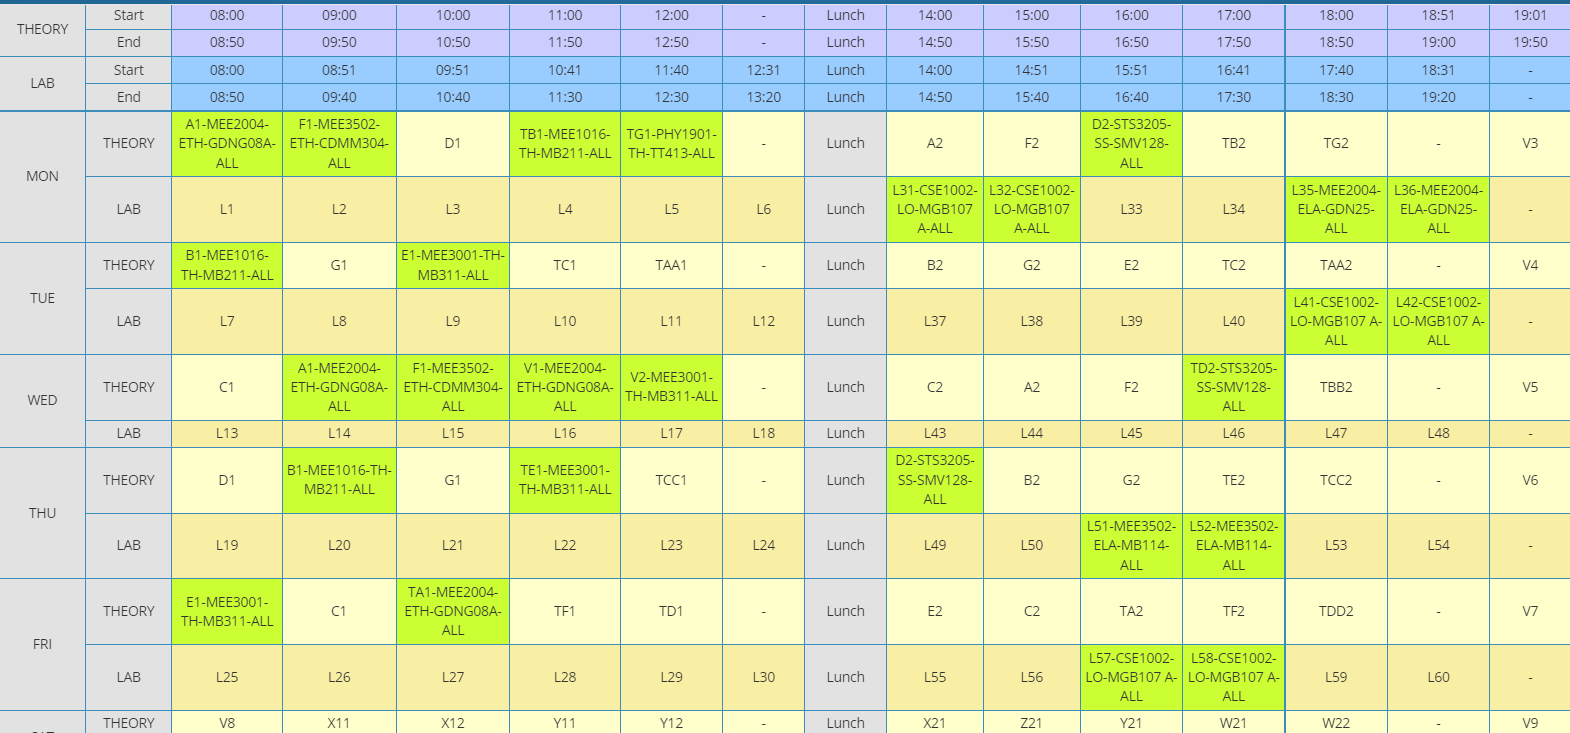 THEORY Start 08:00 09:00 10:00 11:00 12:00 - Lunch 14:00 15:00 16:00 17:00 18:00 18:51 19:01
End 08:50 09:50 10:50 11:50 12:50 - Lunch 14:50 15:50 16:50 17:50 18:50 19:00 19:50
LAB Start 08:00 08:51 09:51 10:41 11:40 12:31 Lunch 14:00 14:51 15:51 16:41 17:40 18:31 -
End 08:50 09:40 10:40 11:30 12:30 13:20 Lunch 14:50 15:40 16:40 17:30 18:30 19:20 -
MON
THEORY
A1-MEE2004-
ETH-GDNG08A-
ALL
F1-MEE3502-
ETH-CDMM304-
ALL
D1
TB1-MEE1016-
TH-MB211-ALL
TG1-PHY1901-
TH-TT413-ALL
-
Lunch
A2
F2
D2-STS3205-
SS-SMV128-
ALL
TB2
TG2
-
V3
LAB
L1
L2
L3
L4
L5
L6
Lunch
L31-CSE1002-
LO-MGB107
A-ALL
L32-CSE1002-
LO-MGB107
A-ALL
L33
L34
L35-MEE2004-
ELA-GDN25-
ALL
L36-MEE2004-
ELA-GDN25-
ALL
-
TUE
THEORY
B1-MEE1016-
TH-MB211-ALL
G1
E1-MEE3001-TH-
MB311-ALL
TC1
TAA1
-
Lunch
B2
G2
E2
TC2
TAA2
-
V4
LAB
L7
L8
L9
L10
L11
L12
Lunch
L37
L38
L39
L40
L41-CSE1002-
LO-MGB107 A-
ALL
L42-CSE1002-
LO-MGB107 A-
ALL
-
WED
THEORY
C1
A1-MEE2004-
ETH-GDNG08A-
ALL
F1-MEE3502-
ETH-CDMM304-
ALL
V1-MEE2004-
ETH-GDNG08A-
ALL
V2-MEE3001-
TH-MB311-ALL
-
Lunch
C2
A2
F2
TD2-STS3205-
SS-SMV128-
ALL
TBB2
-
V5
LAB L13 L14 L15 L16 L17 L18 Lunch L43 L44 L45 L46 L47 L48 -
THU
THEORY
D1
B1-MEE1016-TH-
MB211-ALL
G1
TE1-MEE3001-
TH-MB311-ALL
TCC1
-
Lunch
D2-STS3205-
SS-SMV128-
ALL
B2
G2
TE2
TCC2
-
V6
LAB
L19
L20
L21
L22
L23
L24
Lunch
L49
L50
L51-MEE3502-
ELA-MB114-
ALL
L52-MEE3502-
ELA-MB114-
ALL
L53
L54
-
FRI
THEORY
E1-MEE3001-
TH-MB311-ALL
C1
TA1-MEE2004-
ETH-GDNG08A-
ALL
TF1
TD1
-
Lunch
E2
C2
TA2
TF2
TDD2
-
V7
LAB
L25
L26
L27
L28
L29
L30
Lunch
L55
L56
L57-CSE1002-
LO-MGB107 A-
ALL
L58-CSE1002-
LO-MGB107 A-
ALL
L59
L60
-
THEORY V8 X11 X12 Y11 Y12 - Lunch X21 Z21 Y21 W21 W22 - V9